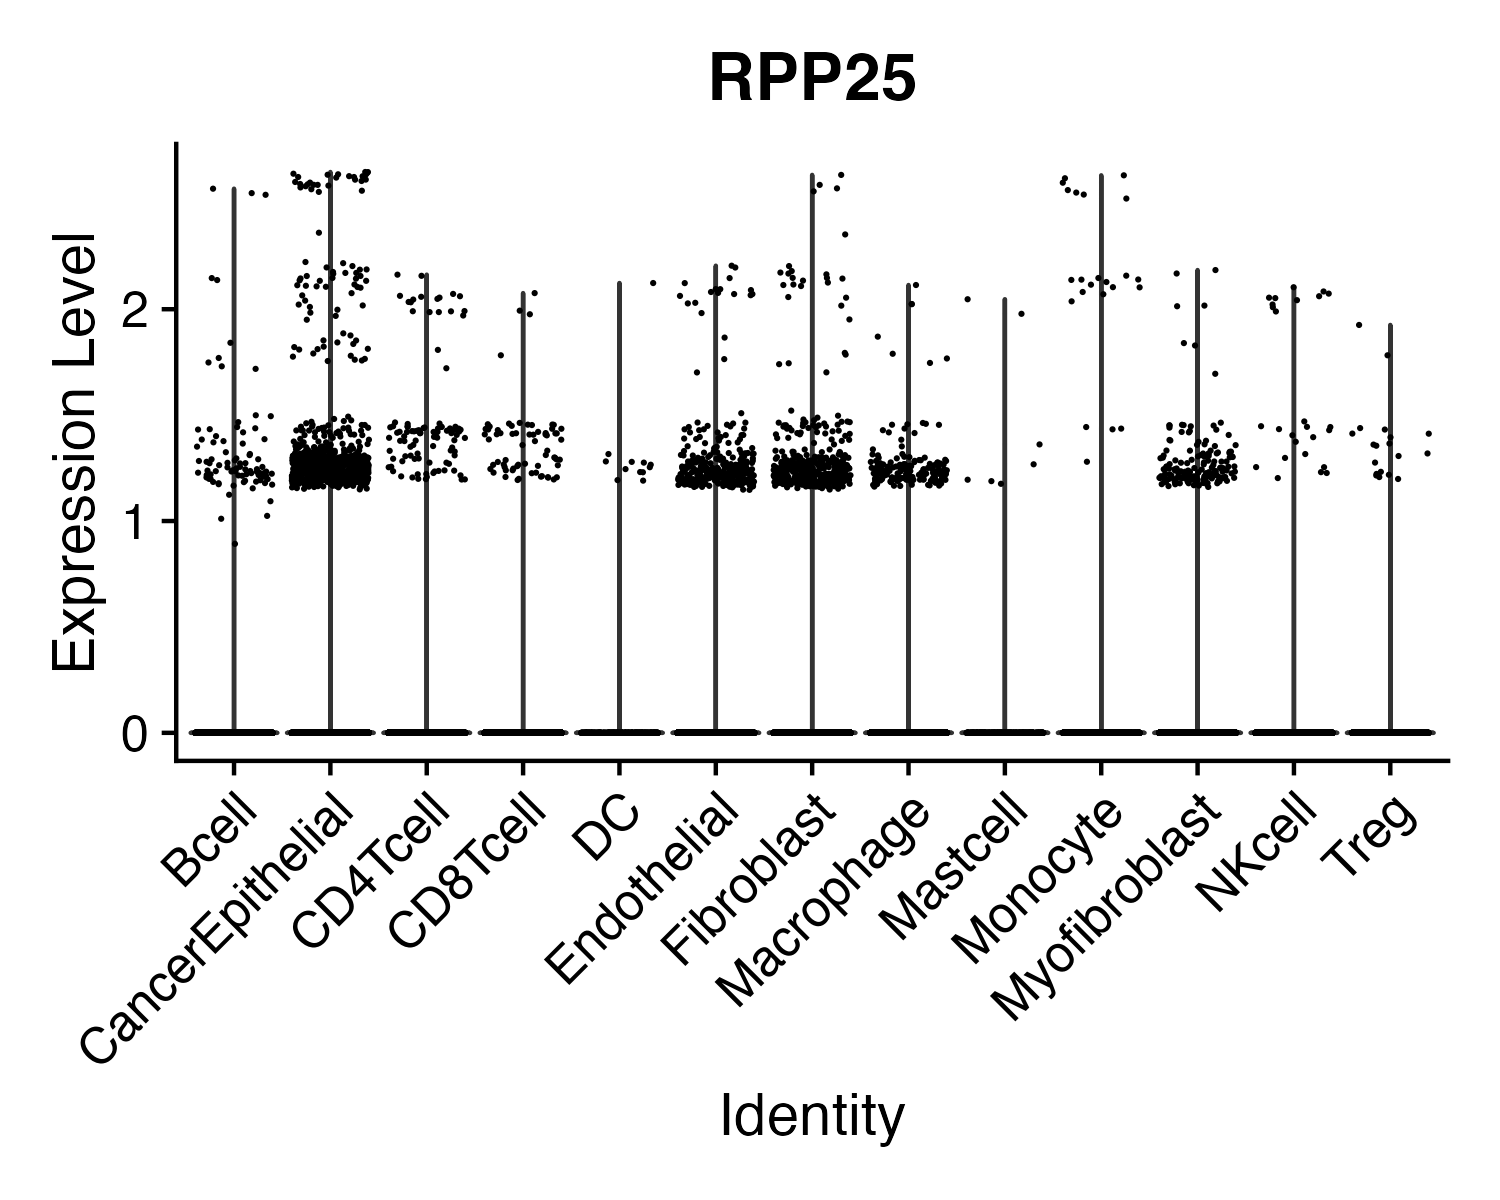 RPP25
Expression Level
2
1
0
Bcell
CancerEpithelial
CD4Tcell
CD8Tcell
DC
Endothelial
Fibroblast
Macrophage
Mastcell
Monocyte
Myofibroblast
NKcell
Treg
Identity